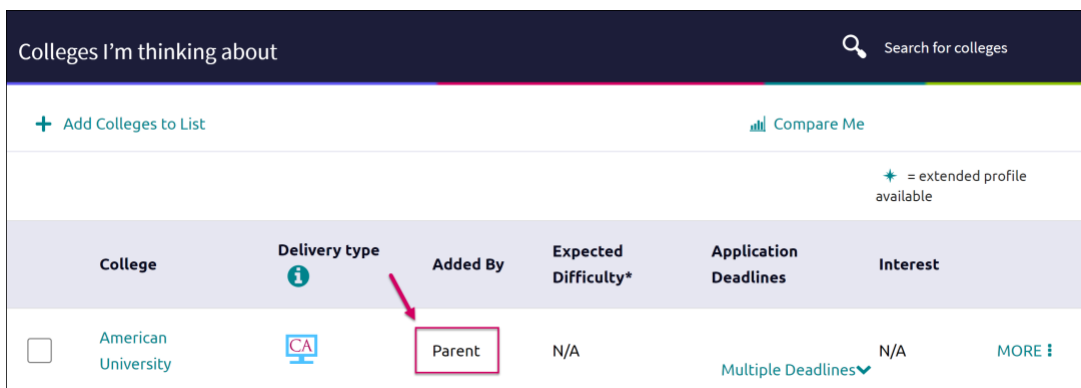 Colleges I'm thinking about
Search for colleges
Add Colleges to List
Compare Me
= extended profile
available
College
Delivery type
Added By
Expected
Difficulty*
Application
Deadlines
Interest
American
University
CA
Parent
N/A
Multiple Deadlines
N/A
MORE